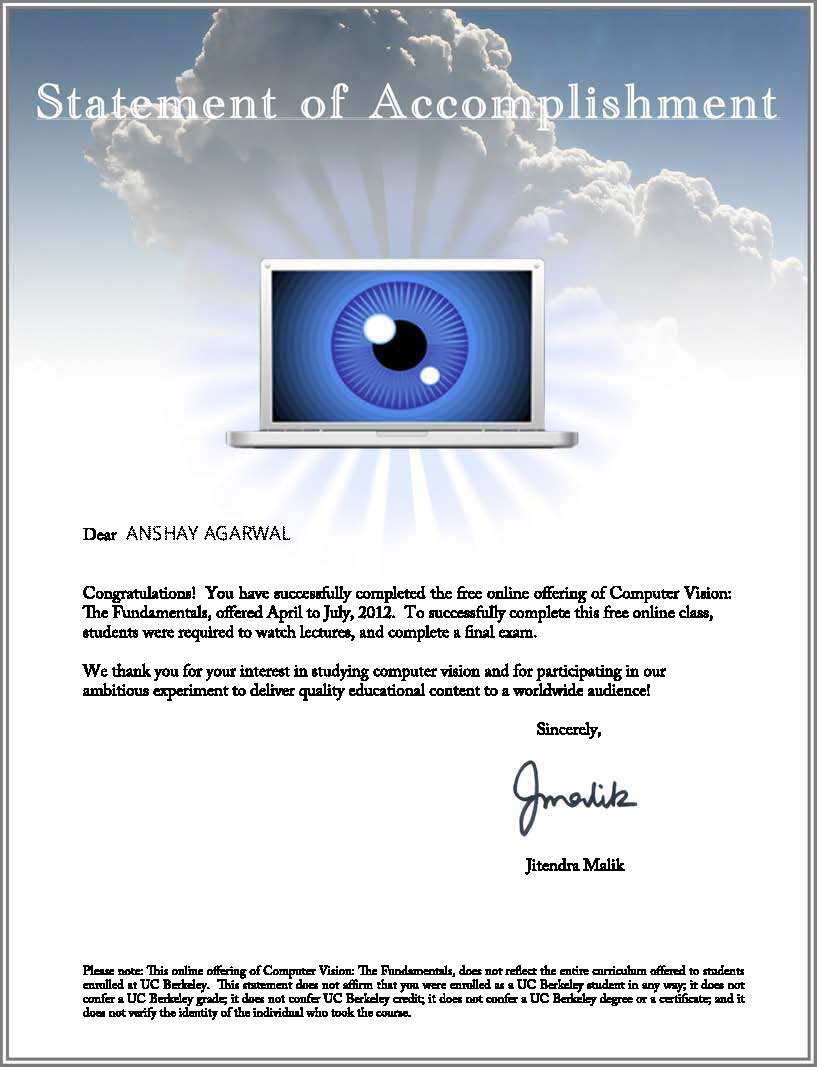 Statement of Accomplishment
Dear ANSHAY AGARWAL
Congratulations! You have successfully completed the free online offering of Computer Vision:
The Fundamentals, offered April to July, 2012. To successfully complete this free online class,
students were required to watch lectures, and complete a final exam.
We thank you for your interest in studying computer vision and for participating in our
ambitious experiment to deliver quality educational content to a worldwide audience!
Sincerely,
Jmalik
Jitendra Malik
Please note: This online offering of Computer Vision: The Fundamentals, does not reflect the entire curriculum offered to students
enrolled at UC Berkeley. This statement does not affirm that you were enrolled as a UC Berkeley student in any way; it does not
confer a UC Berkeley grade; it does not confer UC Berkeley credit; it does not confer a UC Berkeley degree or a certificate; and it
does not verify the identity of the individual who took the course.